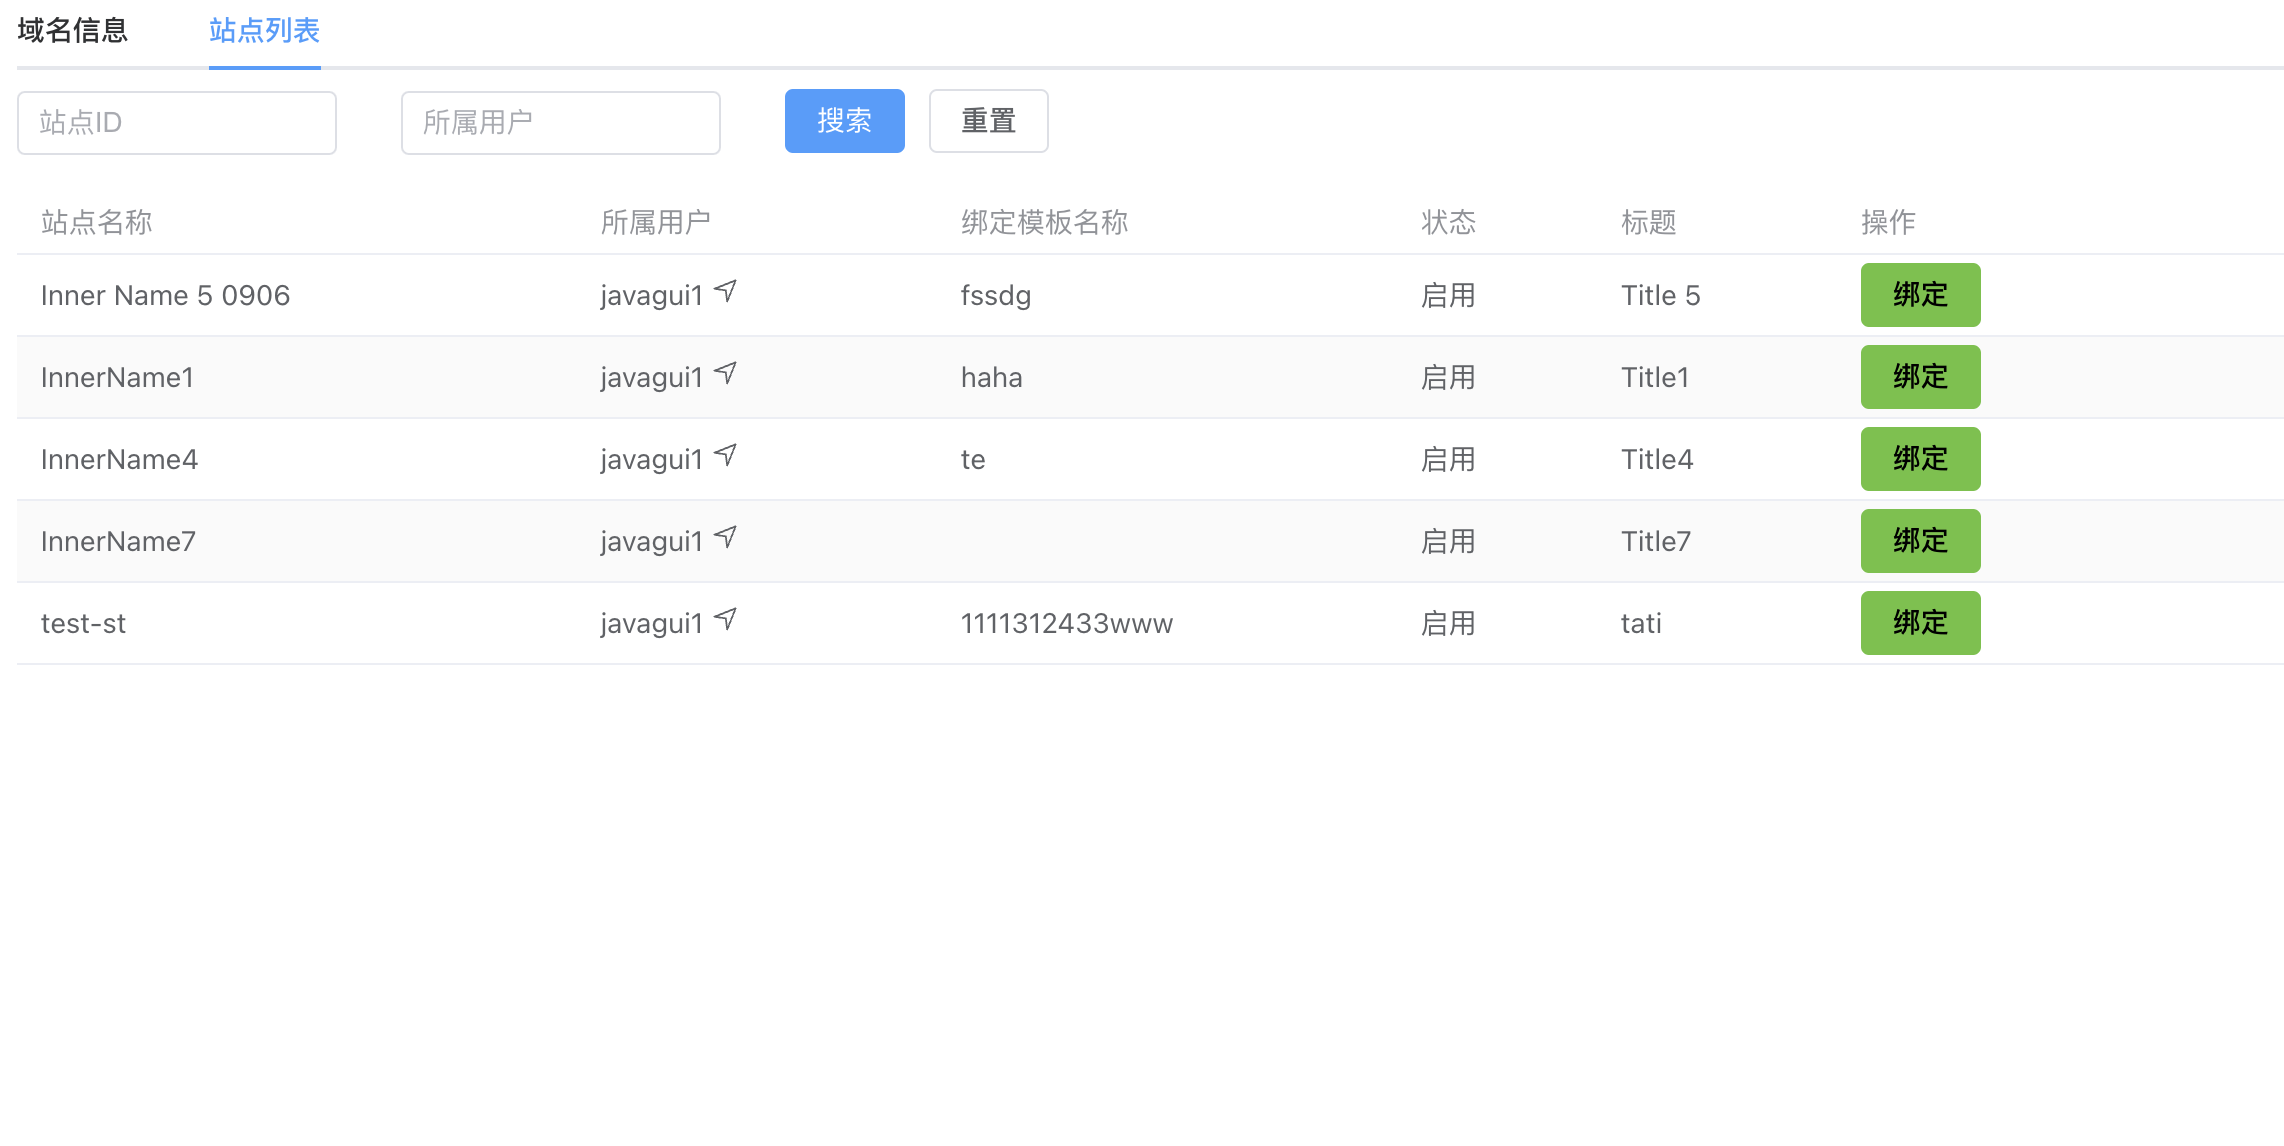 域名信息 站点列表
站点ID 所属用户 搜索 重置
站点名称 所属用户 绑定模板名称 状态 标题 操作
Inner Name 5 0906 javagui1 fssdg 启用 Title 5 绑定
InnerName1 javagui1 haha 启用 Title1 绑定
InnerName4 javagui1 te 启用 Title4 绑定
InnerName7 javagui1 启用 Title7 绑定
test-st javagui1 1111312433www 启用 tati 绑定